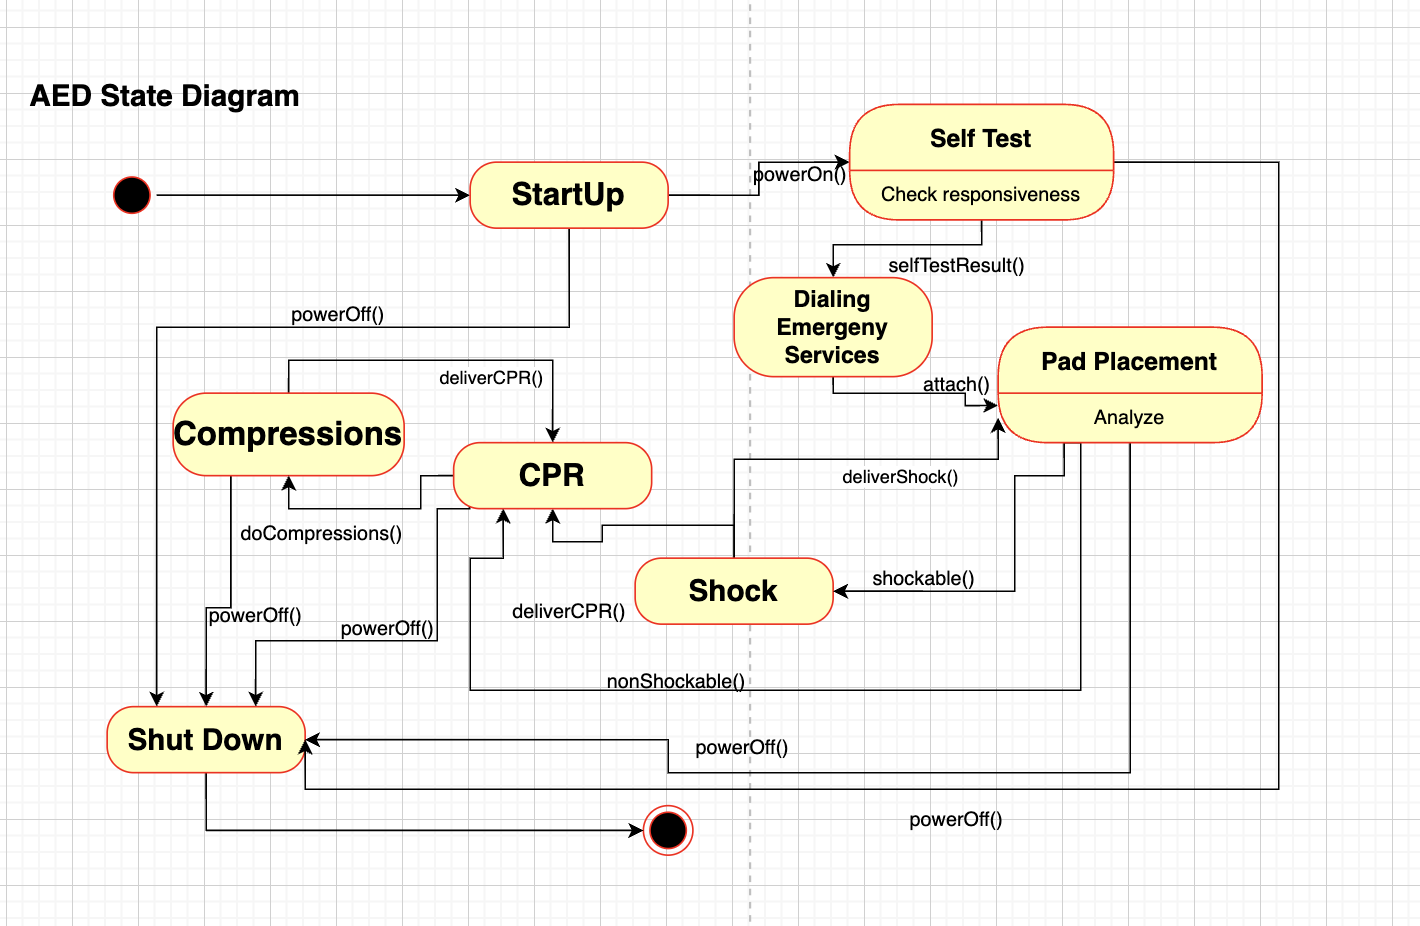 AED State Diagram
Self Test
Check responsiveness
StartUp
powerOn()
selfTestResult()
Dialing
Emergeny
Services
powerOff()
Pad Placement
Analyze
attach()
deliverCPR()
Compressions
CPR
deliverShock()
doCompressions()
Shock
shockable()
deliverCPR()
powerOff()
powerOff()
nonShockable()
Shut Down
powerOff()
powerOff()